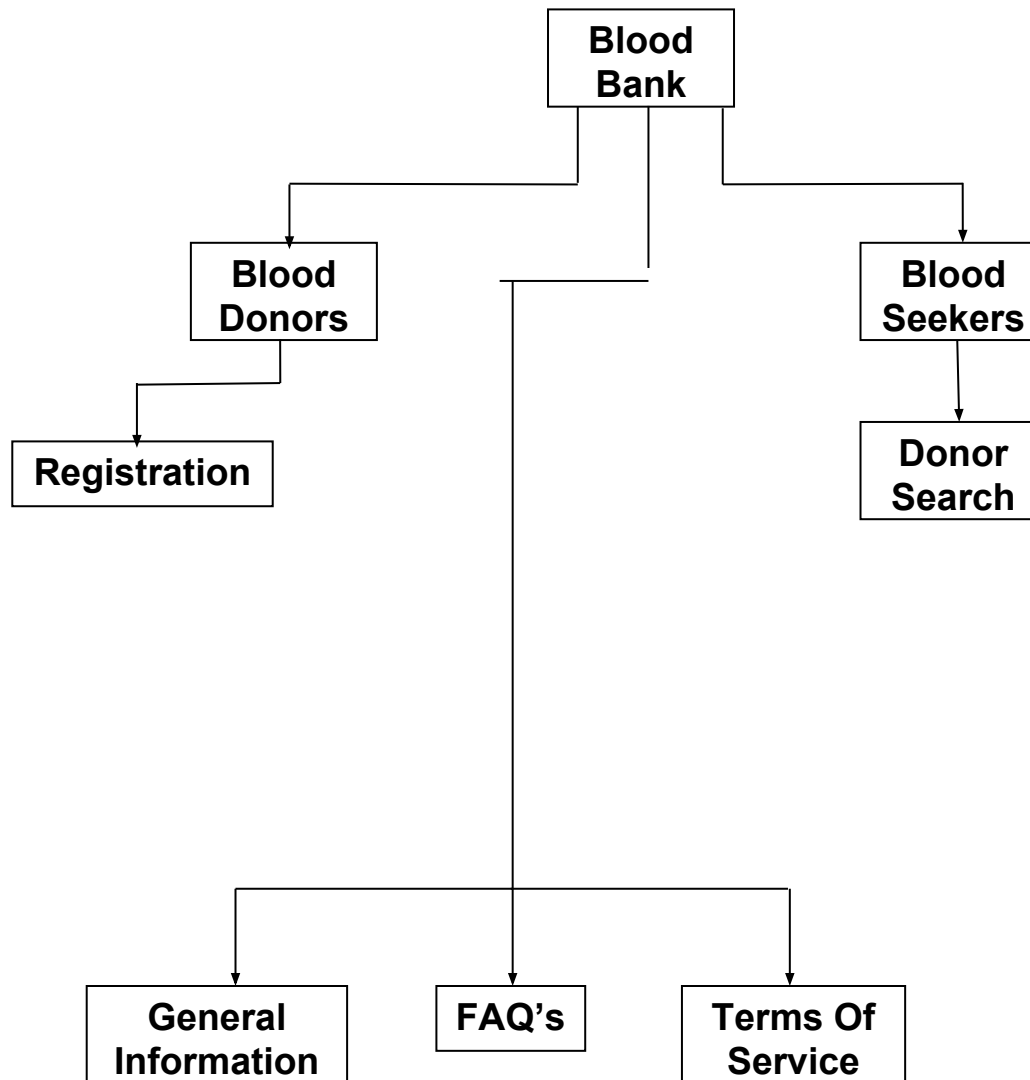 Blood
Bank
Blood
Donors
Blood
Seekers
Registration
Donor
Search
General
Information
FAQ’s
Terms Of
Service